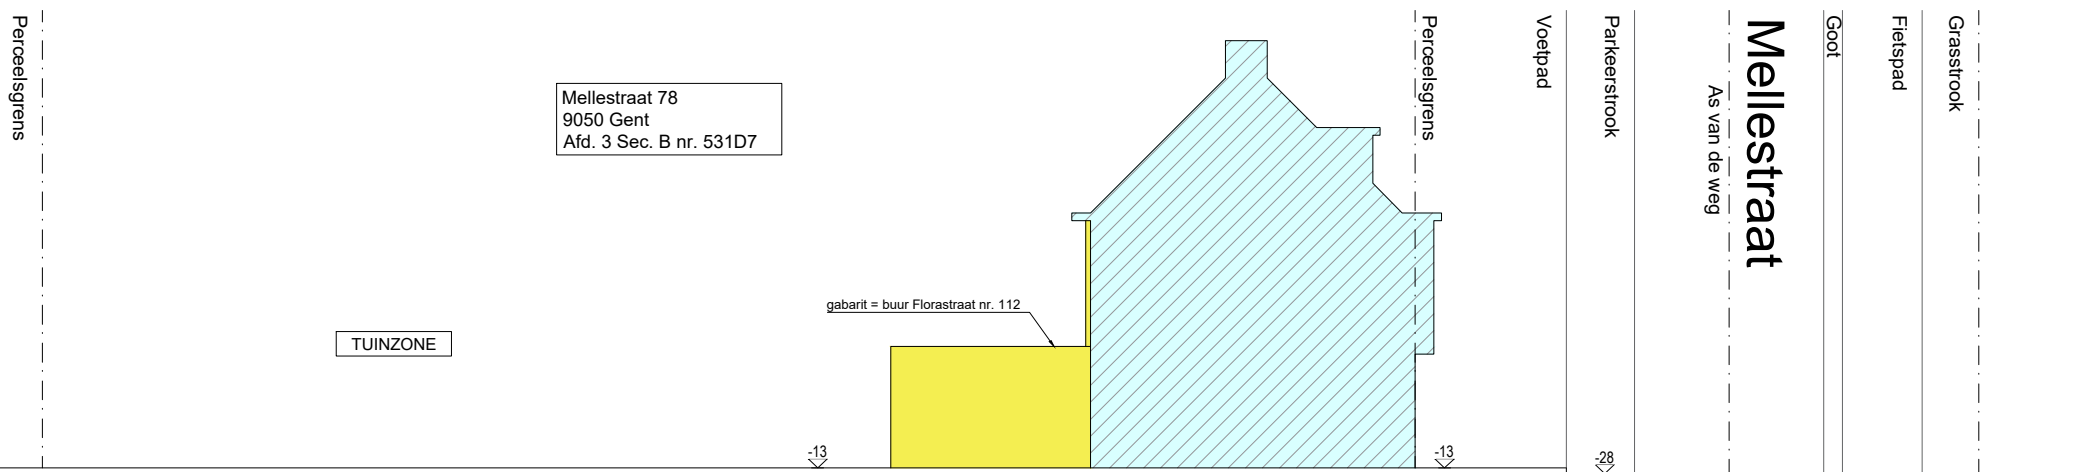 Perceelsgrens
Mellestraat 78
9050 Gent
Afd. 3 Sec. B nr. 531D7
TUINZONE
gabarit = buur Florastraat nr. 112
-13
Perceelsgrens
-13
Voetpad
Parkeerstrook
-28
As van de weg
Mellestraat
Goot
Fietspad
Grasstrook